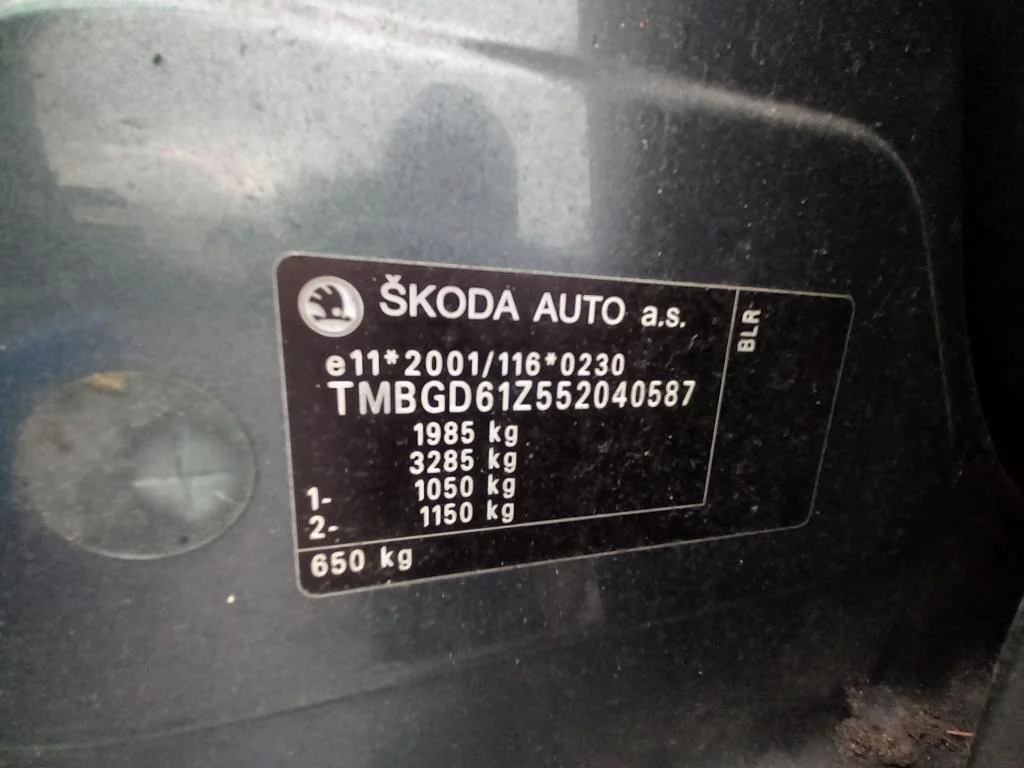 ŠKODA AUTO a.s.
BLR
e11*2001/116*0230
TMBGD61Z552040587
1985 kg
3285 kg
1- 1050 kg
2- 1150 kg
650 kg